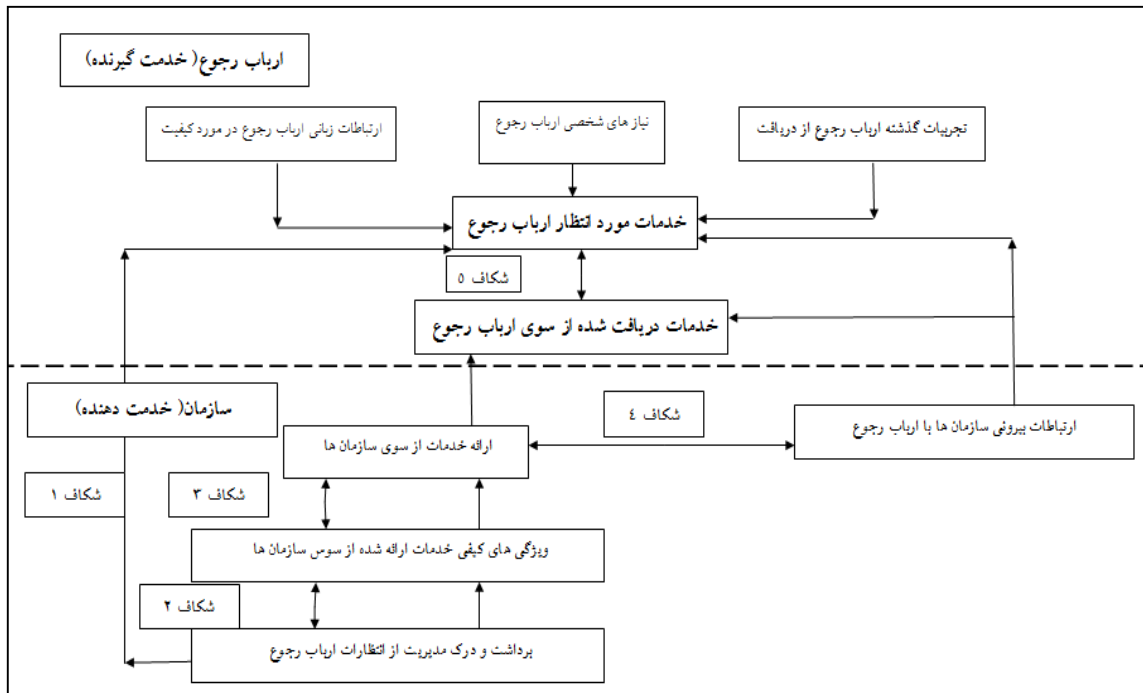 ارباب رجوع( خدمت گیرنده)
تجربیات گذشته ارباب رجوع از دریافت
نیاز های شخصی ارباب رجوع
ارتباطات زبانی ارباب رجوع در مورد کیفیت
خدمات مورد انتظار ارباب رجوع
شکاف ٥
خدمات دریافت شده از سوی ارباب رجوع
سازمان( خدمت دهنده)
شکاف ٤
ارتباطات بیرونی سازمان ها با ارباب رجوع
ارائه خدمات از سوی سازمان ها
شکاف ۳
شکاف ۱
ویژگی های کیفی خدمات ارائه شده از سوس سازمان ها
شکاف ۲
برداشت و درک مدیریت از انتظارات ارباب رجوع